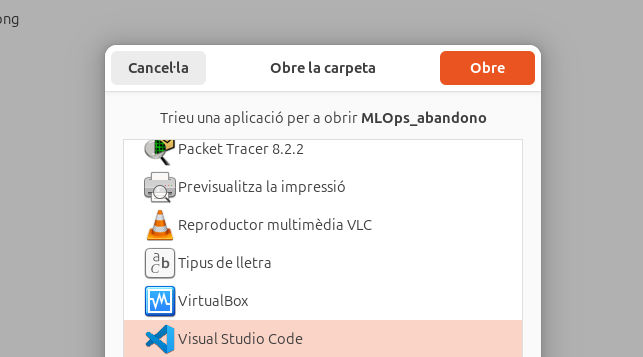 ong
Cancel·la
Obre la carpeta
Obre
Trieu una aplicació per a obrir MLOps_abandono
Packet Tracer 8.2.2
Previsualitza la impressió
Reproductor multimèdia VLC
Tipus de lletra
VirtualBox
Visual Studio Code